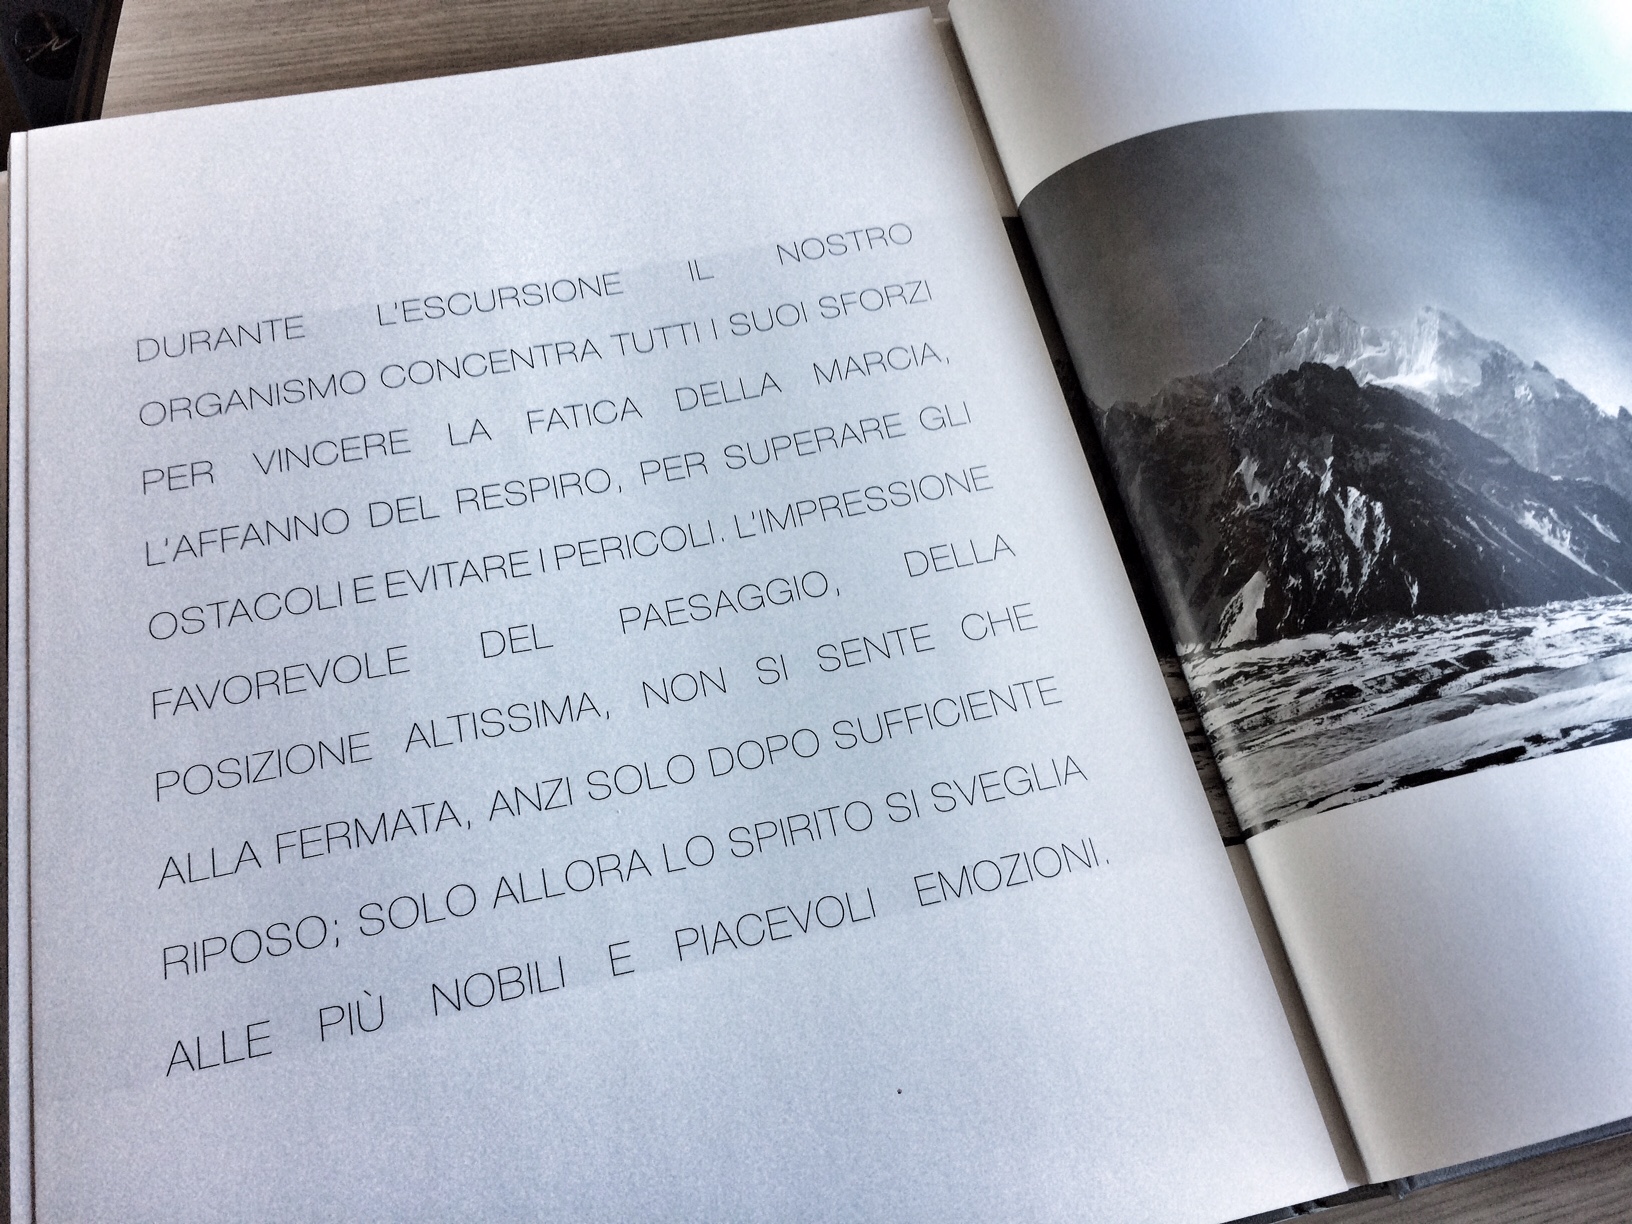 DURANTE L'ESCURSIONE IL NOSTRO
ORGANISMO CONCENTRA TUTTI I SUOI SFORZI
PER VINCERE LA FATICA DELLA MARCIA,
L'AFFANNO DEL RESPIRO, PER SUPERARE GLI
OSTACOLI E EVITARE I PERICOLI. L'IMPRESSIONE
FAVOREVOLE DEL PAESAGGIO, DELLA
POSIZIONE ALTISSIMA, NON SI SENTE CHE
ALLA FERMATA, ANZI SOLO DOPO SUFFICIENTE
RIPOSO; SOLO ALLORA LO SPIRITO SI SVEGLIA
ALLE PIÙ NOBILI E PIACEVOLI EMOZIONI.